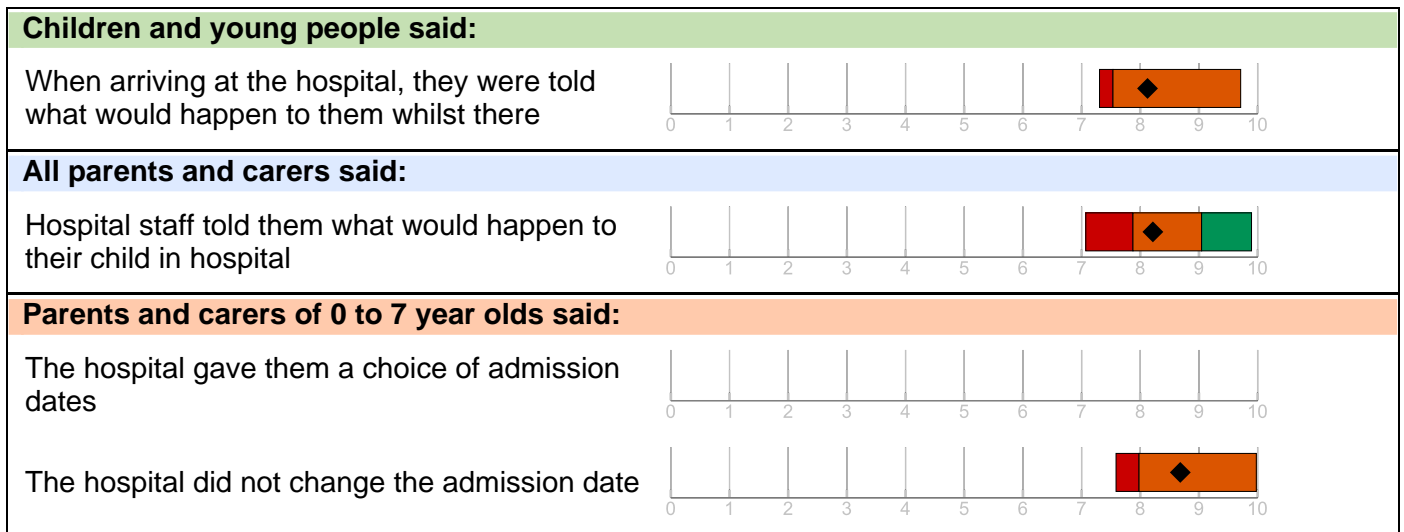 Children and young people said:
When arriving at the hospital, they were told
what would happen to them whilst there
0 1 2 3 4 5 6 7 8 9 10
All parents and carers said:
Hospital staff told them what would happen to
their child in hospital
0 1 2 3 4 5 6 7 8 9 10
Parents and carers of 0 to 7 year olds said:
The hospital gave them a choice of admission
dates
0 1 2 3 4 5 6 7 8 9 10
The hospital did not change the admission date
0 1 2 3 4 5 6 7 8 9 10